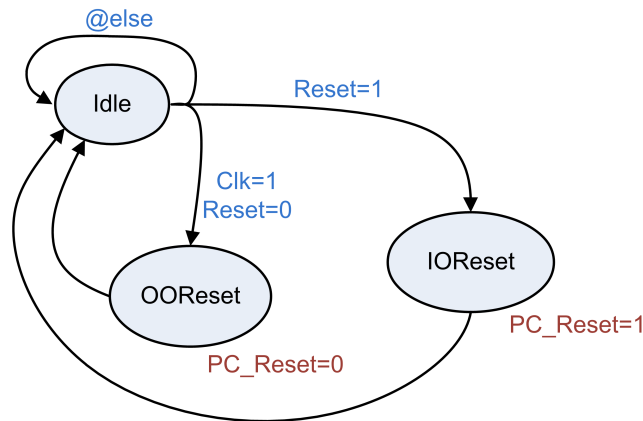 @else
Idle
Reset=1
Clk=1
Reset=0
IOReset
OOReset
PC_Reset=1
PC_Reset=0